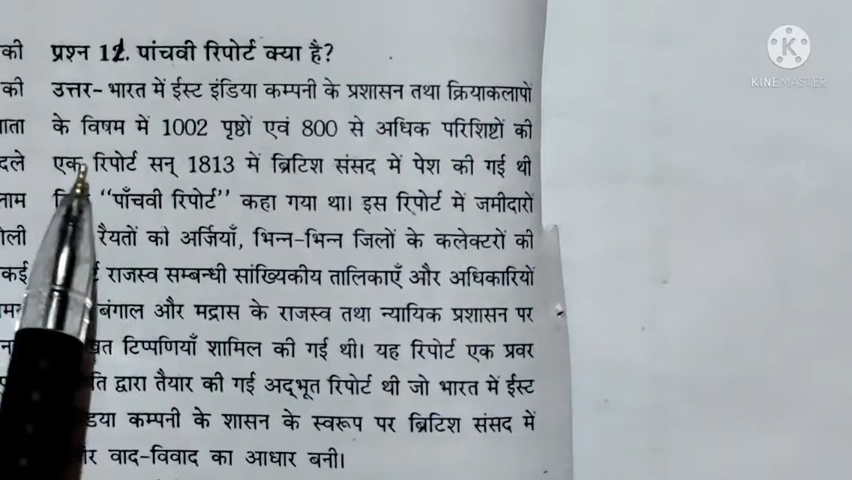 की प्रश्न 12. पांचवी रिपोर्ट क्या है?
की उत्तर- भारत में ईस्ट इंडिया कम्पनी के प्रशासन तथा क्रियाकलापों
के विषम में 1002 पृष्ठों एवं 800 से अधिक परिशिष्टों की
एक रिपोर्ट सन् 1813 में ब्रिटिश संसद में पेश की गई थी
"पाँचवी रिपोर्ट" कहा गया था। इस रिपोर्ट में जमीदारों
रैयतों को अर्जियाँ, भिन्न-भिन्न जिलों के कलेक्टरों की
राजस्व सम्बन्धी सांख्यिकीय तालिकाएँ और अधिकारियों
बंगाल और मद्रास के राजस्व तथा न्यायिक प्रशासन पर
टिप्पणियाँ शामिल की गई थी। यह रिपोर्ट एक प्रवर
द्वारा तैयार की गई अद्भूत रिपोर्ट थी जो भारत में ईस्ट
कम्पनी के शासन के स्वरूप पर ब्रिटिश संसद में
वाद-विवाद का आधार बनी।
KINEMASTER